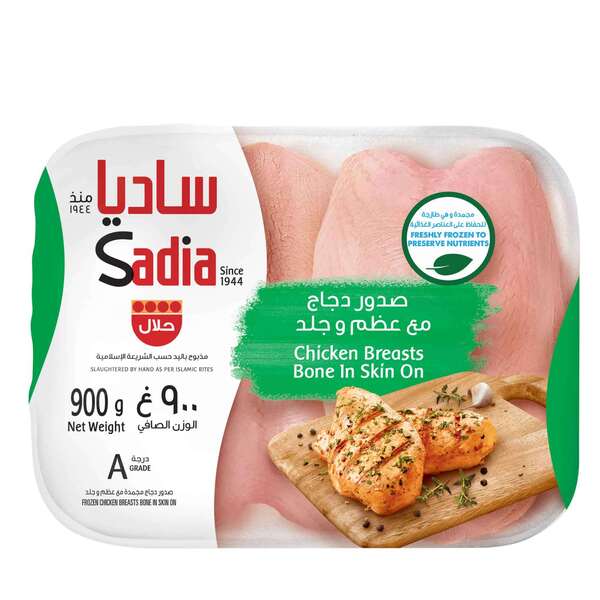 ساديا
منذ
١٩٤٤
Sadia
Since
1944
حلال
مذبوح باليد حسب الشريعة الإسلامية
SLAUGHTERED BY HAND AS PER ISLAMIC RITES
900 g
Net Weight
٩٠٠ غ
الوزن الصافي
A درجة
GRADE
صدور دجاج مجمدة مع عظم و جلد
FROZEN CHICKEN BREASTS BONE IN SKIN ON
مجمدة و هي طازجة
للحفاظ على العناصر الغذائية
FRESHLY FROZEN TO
PRESERVE NUTRIENTS
صدور دجاج
مع عظم و جلد
Chicken Breasts
Bone In Skin On